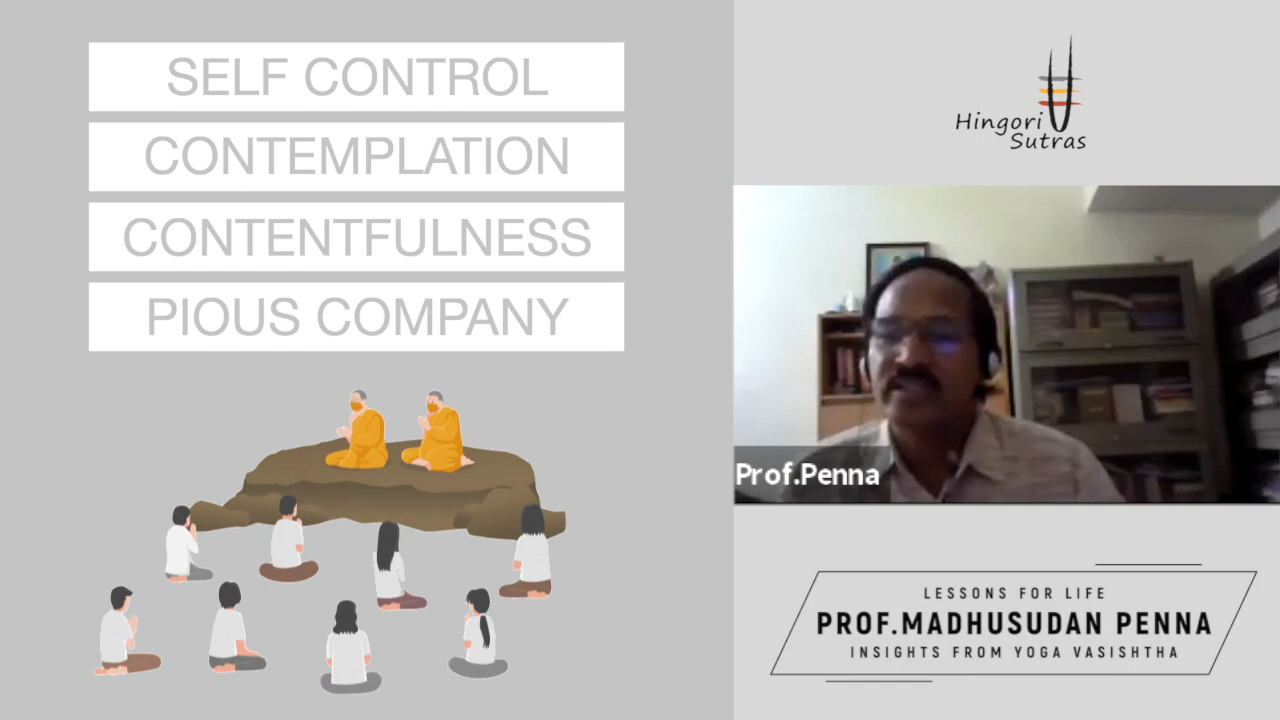 SELF CONTROL
CONTEMPLATION
CONTENTFULNESS
PIOUS COMPANY
Hingori
Sutras
Prof.Penna
LESSONS FOR LIFE
PROF.MADHUSUDAN PENNA
INSIGHTS FROM YOGA VASISHTHA